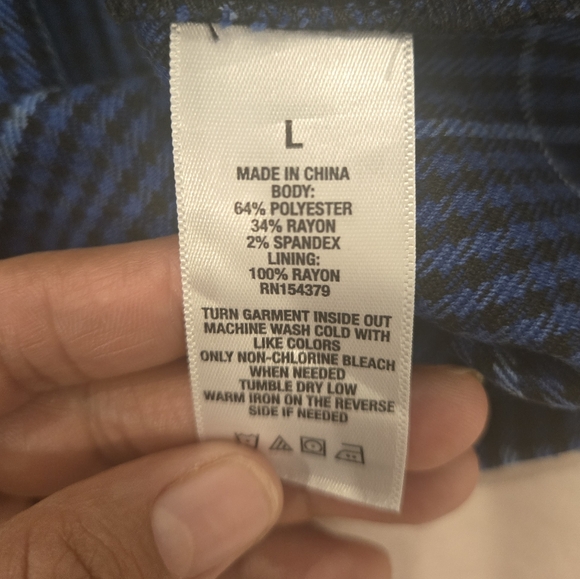 L
MADE IN CHINA
BODY:
64% POLYESTER
34% RAYON
2% SPANDEX
LINING:
100% RAYON
RN154379
TURN GARMENT INSIDE OUT
MACHINE WASH COLD WITH
LIKE COLORS
ONLY NON-CHLORINE BLEACH
WHEN NEEDED
TUMBLE DRY LOW
WARM IRON ON THE REVERSE
SIDE IF NEEDED